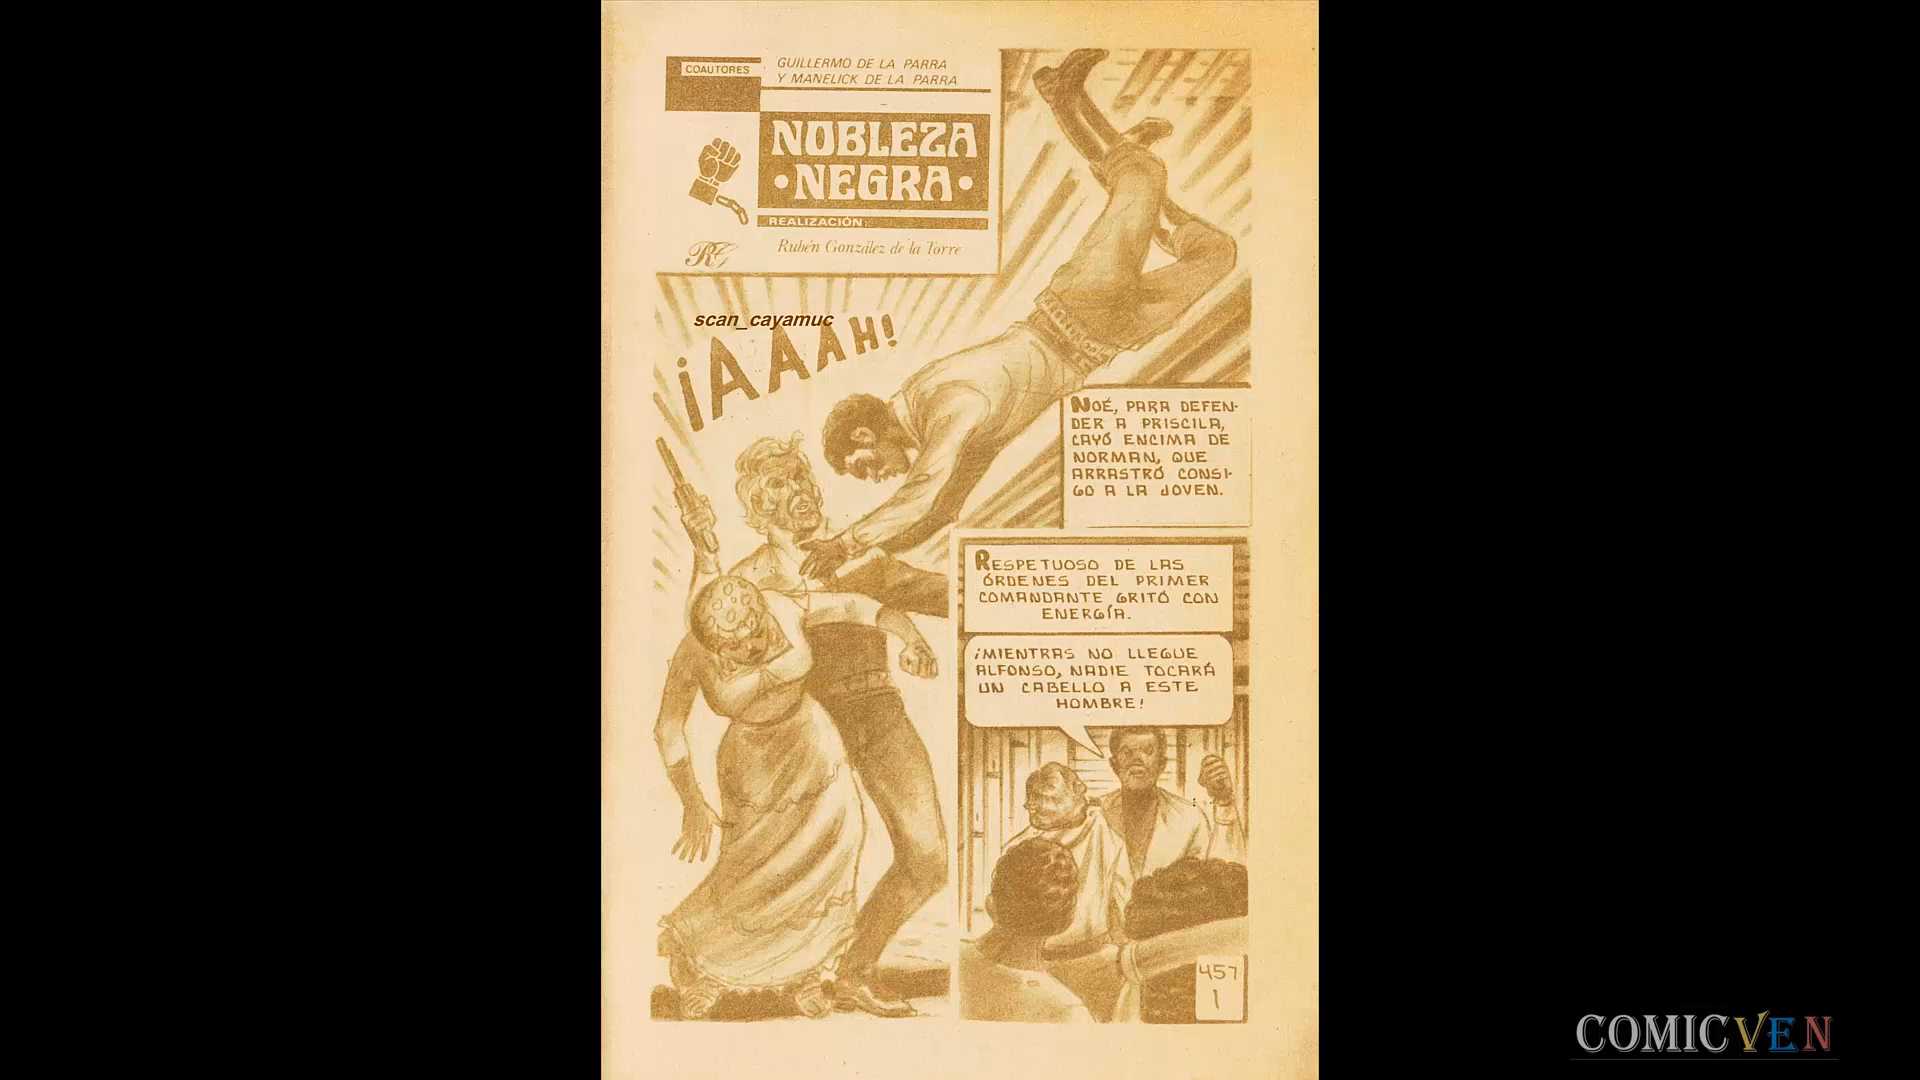 COAUTORES
GUILLERMO DE LA PARRA
Y MANELICK DE LA PARRA
NOBLEZA
•NEGRA•
REALIZACIÓN:
RG
Rubén González de la Torre
scan_cayamuc
¡AAAAH!
NOÉ, PARA DEFEN-
DER A PRISCILA,
CAYÓ ENCIMA DE
NORMAN, QUE
ARRASTRÓ CONSI-
GO A LA JOVEN.
RESPETUOSO DE LAS
ÓRDENES DEL PRIMER
COMANDANTE GRITÓ CON
ENERGÍA.
¡MIENTRAS NO LLEGUE
ALFONSO, NADIE TOCARÁ
UN CABELLO A ESTE
HOMBRE!
457
1
COMICVEN